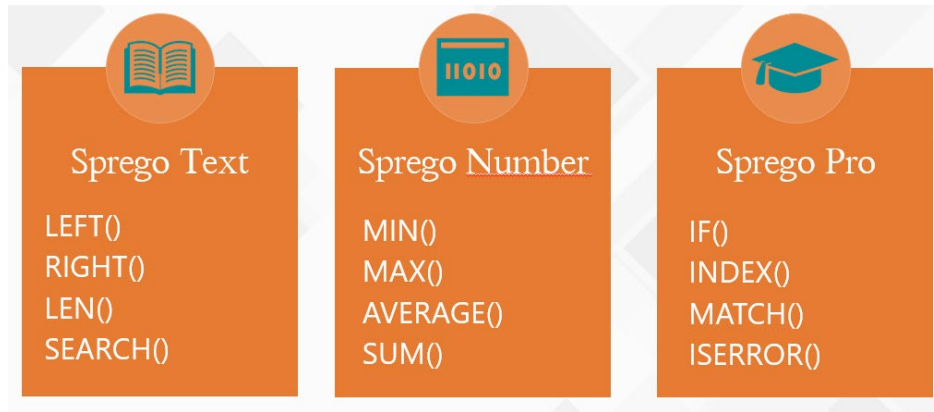 Sprego Text
LEFT()
RIGHT()
LEN()
SEARCH()
11010
Sprego Number
MIN()
MAX()
AVERAGE()
SUM()
Sprego Pro
IF()
INDEX()
MATCH()
ISERROR()